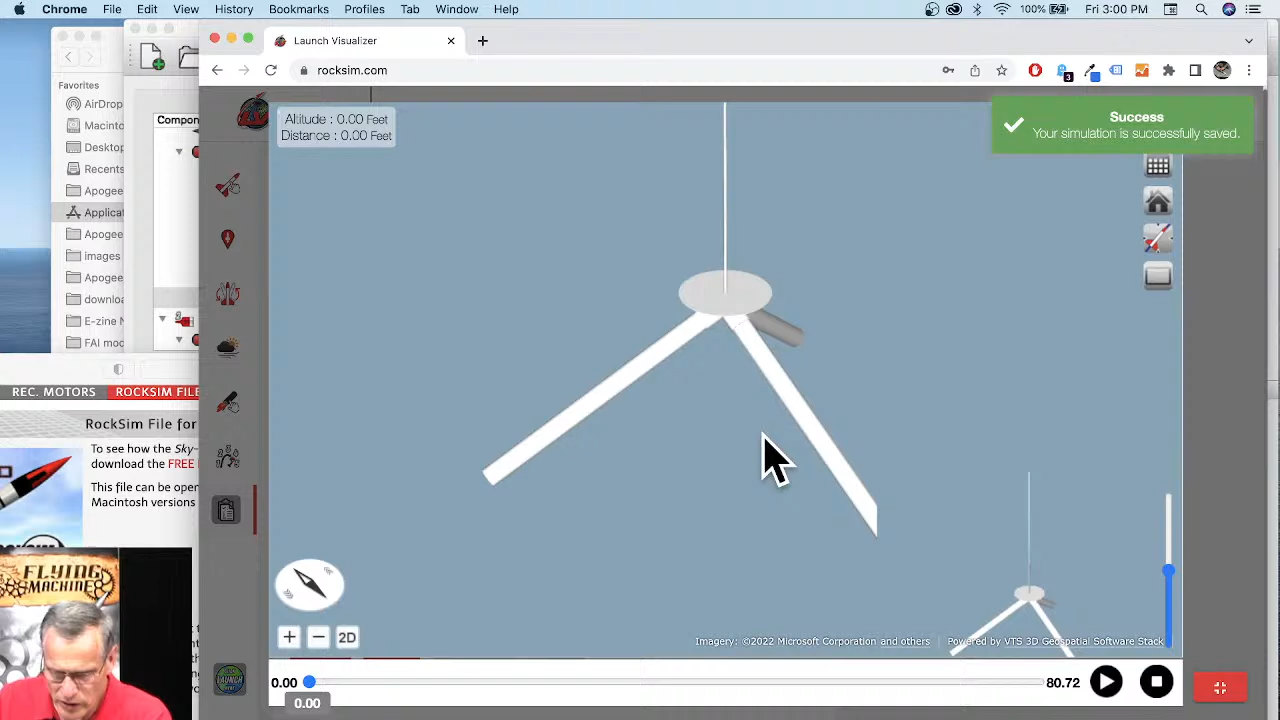 Chrome File Edit View History Bookmarks Profiles Tab Window Help
100% Fri 3:00 PM
Launch Visualizer
rocksim.com
3
Favorites
AirDrop
Macinto
Desktop
Recents
Apogee
Applicat
Apogee
images
Apogee
downloa
E-zine N
FAI mod
Compon
Altitude : 0.00 Feet
Distance : 0.00 Feet
Success
Your simulation is successfully saved.
REC. MOTORS ROCKSIM FILE
RockSim File for
To see how the Sky-
download the FREE
This file can be open
Macintosh versions
FLYING
MACHINE
+ − 2D
Imagery: ©2022 Microsoft Corporation and others | Powered by VTS 3D Geospatial Software Stack
0.00
80.72
0.00